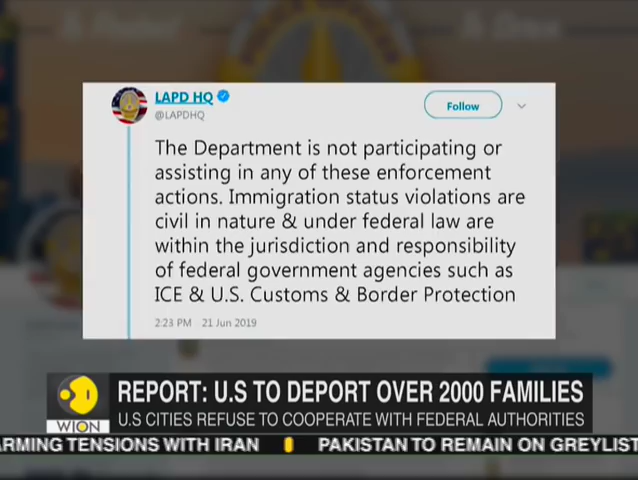 LAPD HQ
@LAPDHQ
Follow
The Department is not participating or
assisting in any of these enforcement
actions. Immigration status violations are
civil in nature & under federal law are
within the jurisdiction and responsibility
of federal government agencies such as
ICE & U.S. Customs & Border Protection
2:23 PM 21 Jun 2019
REPORT: U.S TO DEPORT OVER 2000 FAMILIES
U.S CITIES REFUSE TO COOPERATE WITH FEDERAL AUTHORITIES
WION
ARMING TENSIONS WITH IRAN PAKISTAN TO REMAIN ON GREYLIST